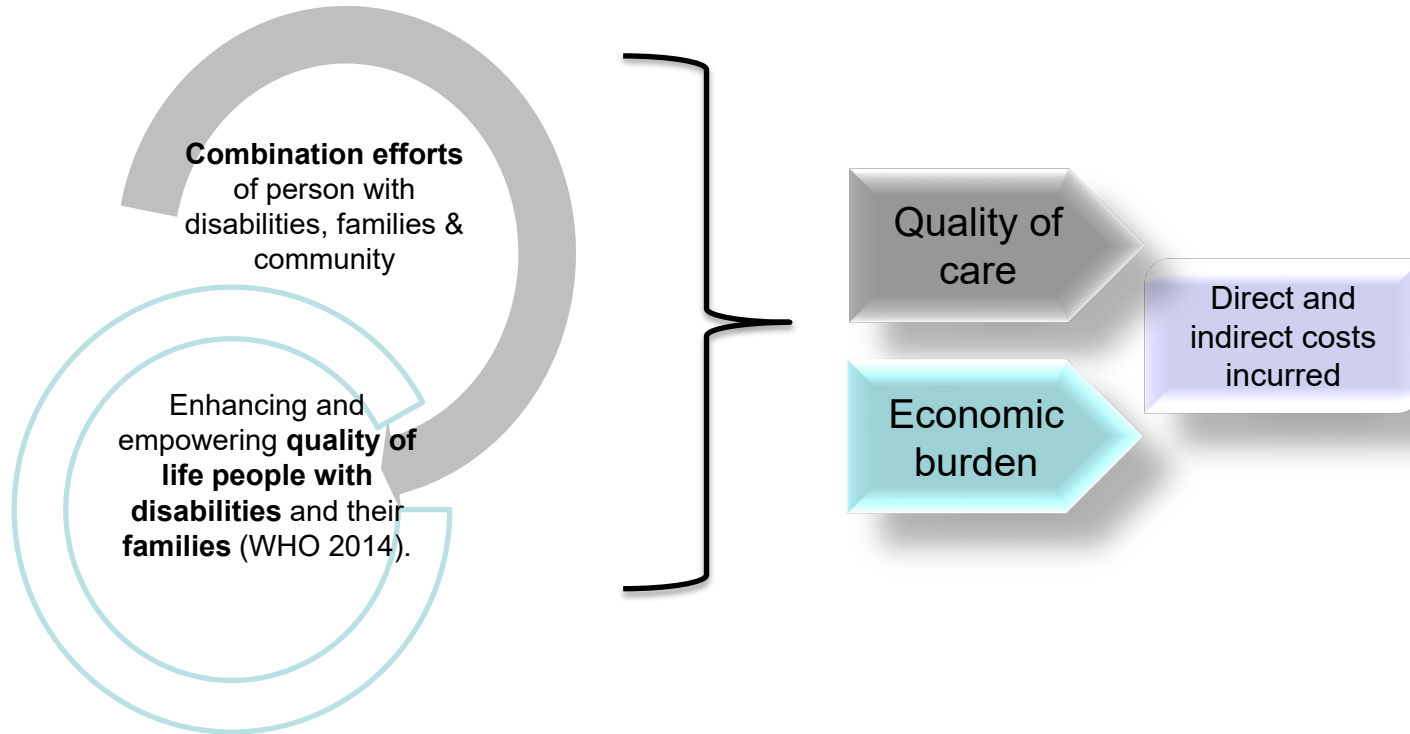 Combination efforts
of person with
disabilities, families &
community
Enhancing and
empowering quality of
life people with
disabilities and their
families (WHO 2014).
Quality of
care
Economic
burden
Direct and
indirect costs
incurred